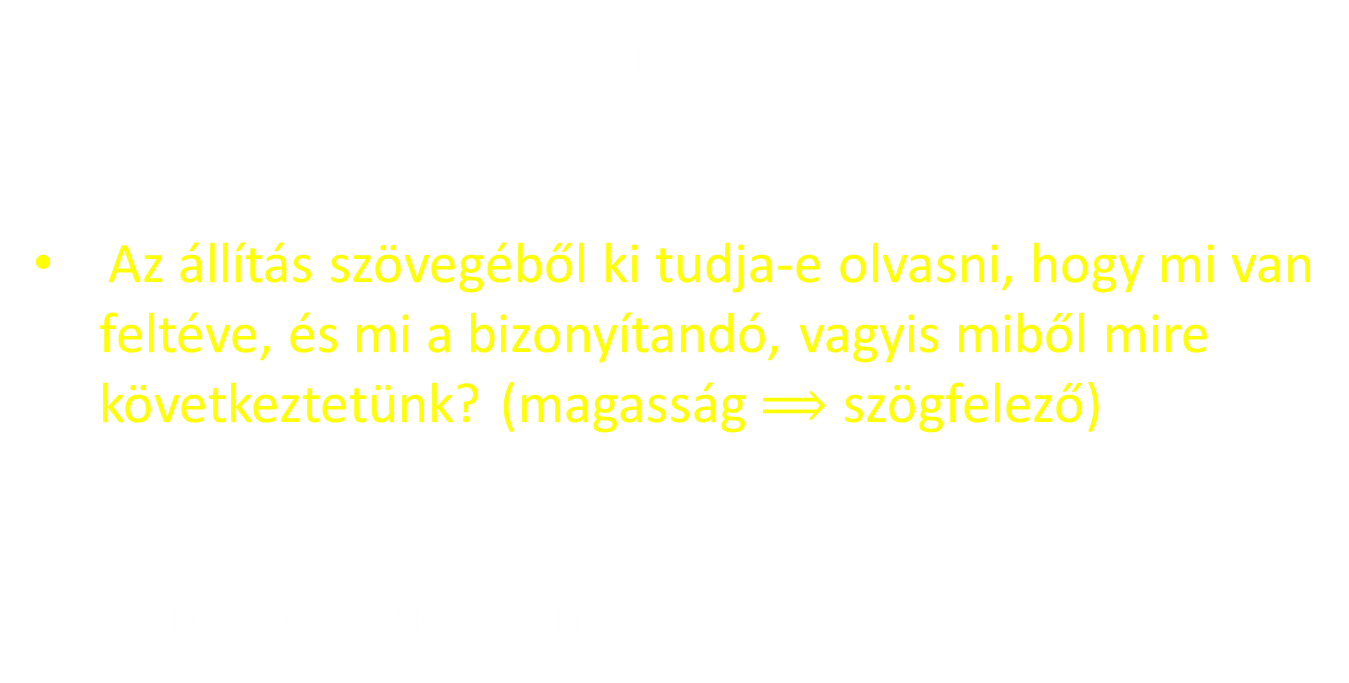 • Az állítás szövegéből ki tudja-e olvasni, hogy mi van
feltéve, és mi a bizonyítandó, vagyis miből mire
következtetünk? (magasság ⟹ szögfelező)